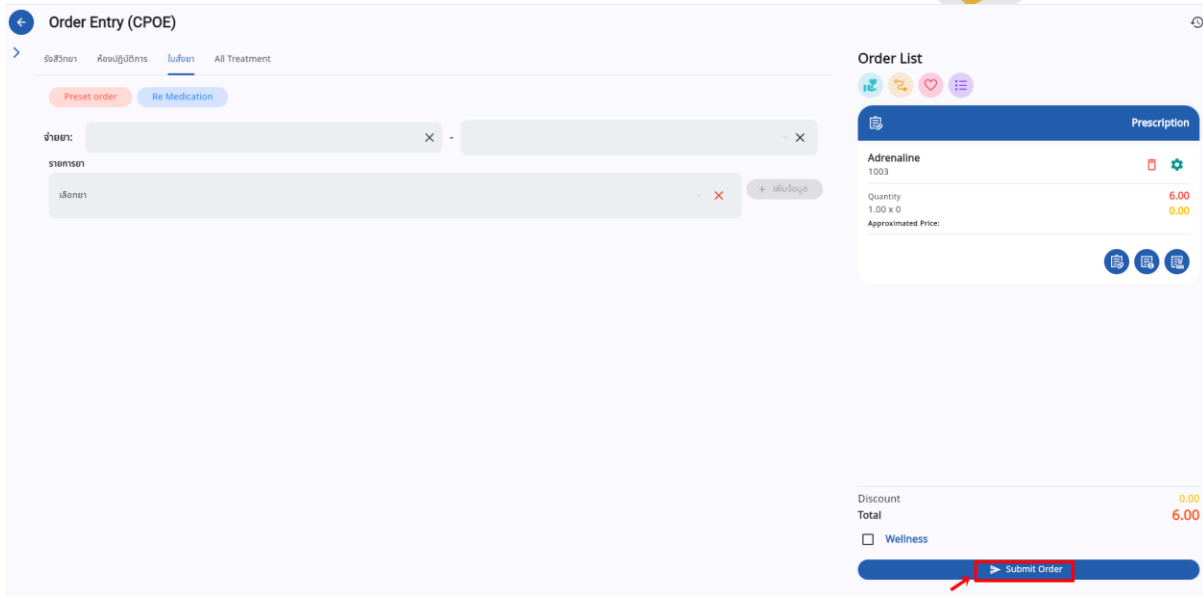 Order Entry (CPOE)
รังสีวิทยา ห้องปฏิบัติการ ใบสั่งยา All Treatment
Preset order Re Medication
จ่ายยา: -
รายการยา
เลือกยา
+ เพิ่มข้อมูล
Order List
Prescription
Adrenaline
1003
Quantity 6.00
1.00 x 0 0.00
Approximated Price:
Discount 0.00
Total 6.00
Wellness
Submit Order